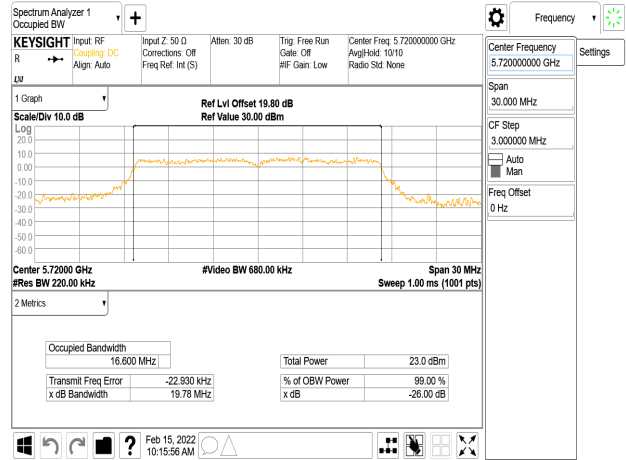 Spectrum Analyzer 1
Occupied BW
Frequency
KEYSIGHT
R
Input: RF
Coupling: DC
Align: Auto
Input Z: 50 Ω
Corrections: Off
Freq Ref: Int (S)
Atten: 30 dB
Trig: Free Run
Gate: Off
#IF Gain: Low
Center Freq: 5.720000000 GHz
Avg|Hold: 10/10
Radio Std: None
Center Frequency
5.720000000 GHz
Settings
Span
30.000 MHz
CF Step
3.000000 MHz
Auto
Man
Freq Offset
0 Hz
1 Graph
Scale/Div 10.0 dB
Ref Lvl Offset 19.80 dB
Ref Value 30.00 dBm
Log
20.0
10.0
0.00
-10.0
-20.0
-30.0
-40.0
-50.0
-60.0
Center 5.72000 GHz
#Video BW 680.00 kHz
Span 30 MHz
#Res BW 220.00 kHz
Sweep 1.00 ms (1001 pts)
2 Metrics
Occupied Bandwidth
16.600 MHz
Total Power 23.0 dBm
Transmit Freq Error -22.930 kHz
% of OBW Power 99.00 %
x dB Bandwidth 19.78 MHz
x dB -26.00 dB
?
Feb 15, 2022
10:15:56 AM